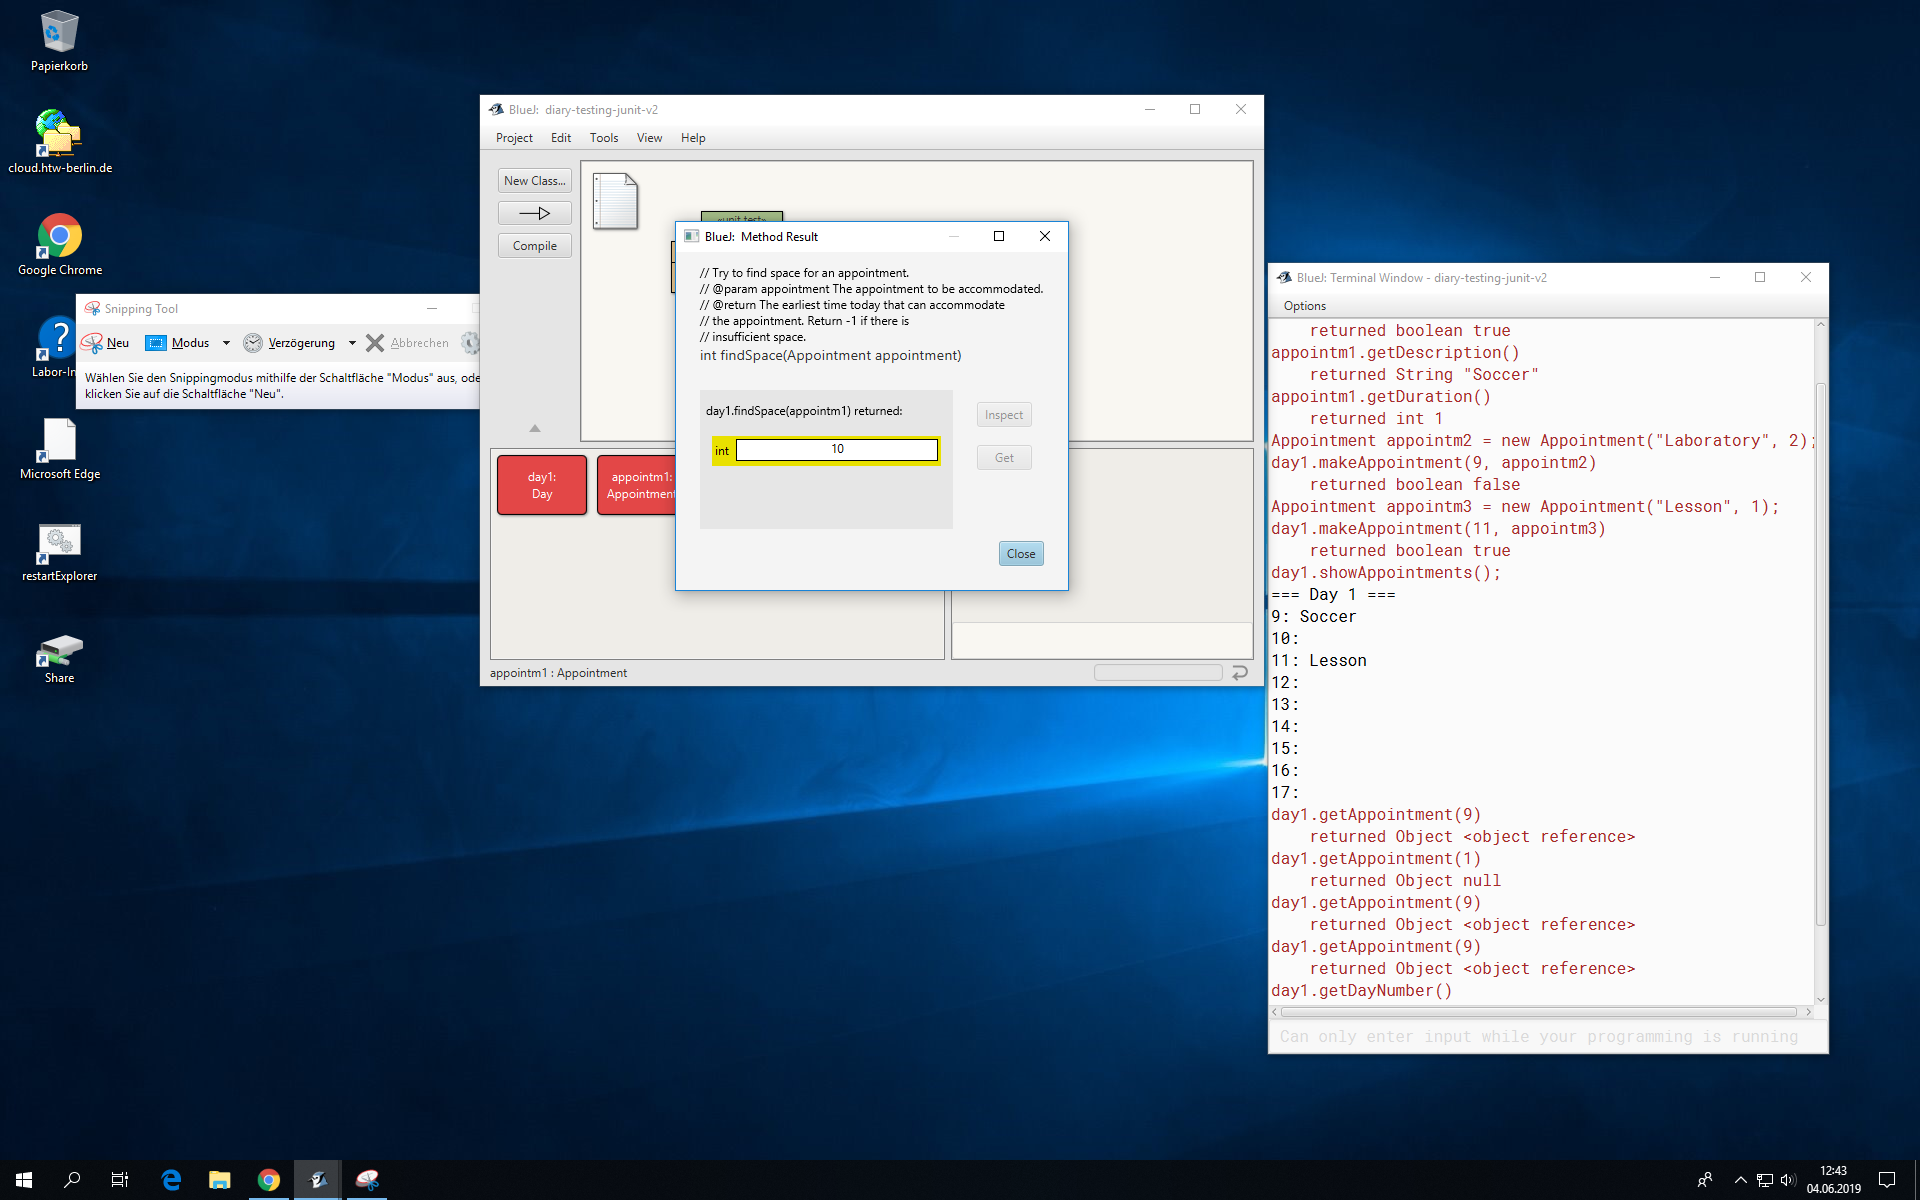 Papierkorb
cloud.htw-berlin.de
Google Chrome
Labor-In
Microsoft Edge
restartExplorer
Share
Snipping Tool
Neu
Modus
Verzögerung
Abbrechen
Wählen Sie den Snippingmodus mithilfe der Schaltfläche "Modus" aus, ode
klicken Sie auf die Schaltfläche "Neu".
BlueJ: diary-testing-junit-v2
Project Edit Tools View Help
New Class...
Compile
«unit test»
day1:
Day
appointm1:
Appointment
appointm1 : Appointment
BlueJ: Method Result
// Try to find space for an appointment.
// @param appointment The appointment to be accommodated.
// @return The earliest time today that can accommodate
// the appointment. Return -1 if there is
// insufficient space.
int findSpace(Appointment appointment)
day1.findSpace(appointm1) returned:
int 10
Inspect
Get
Close
BlueJ: Terminal Window - diary-testing-junit-v2
Options
returned boolean true
appointm1.getDescription()
returned String "Soccer"
appointm1.getDuration()
returned int 1
Appointment appointm2 = new Appointment("Laboratory", 2);
day1.makeAppointment(9, appointm2)
returned boolean false
Appointment appointm3 = new Appointment("Lesson", 1);
day1.makeAppointment(11, appointm3)
returned boolean true
day1.showAppointments();
=== Day 1 ===
9: Soccer
10:
11: Lesson
12:
13:
14:
15:
16:
17:
day1.getAppointment(9)
returned Object <object reference>
day1.getAppointment(1)
returned Object null
day1.getAppointment(9)
returned Object <object reference>
day1.getAppointment(9)
returned Object <object reference>
day1.getDayNumber()
Can only enter input while your programming is running
12:43
04.06.2019